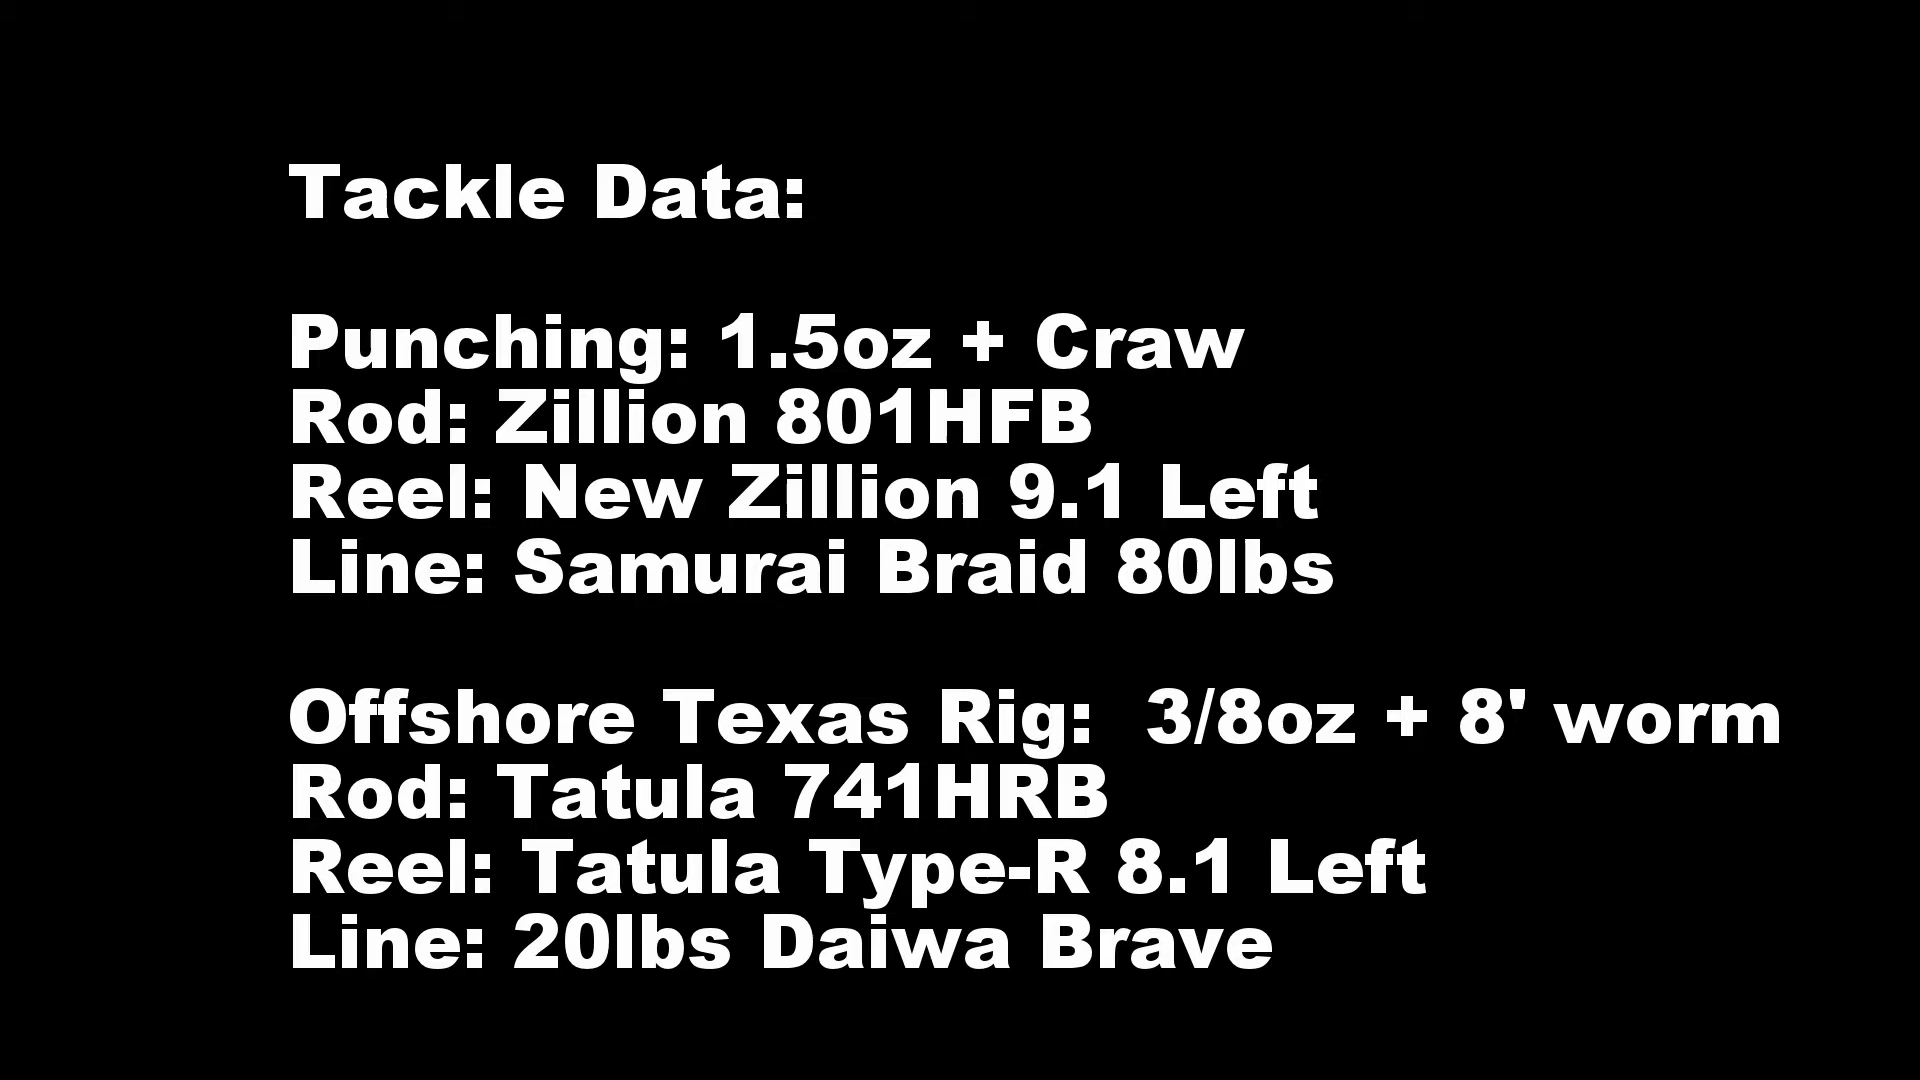 Tackle Data:
Punching: 1.5oz + Craw
Rod: Zillion 801HFB
Reel: New Zillion 9.1 Left
Line: Samurai Braid 80lbs
Offshore Texas Rig:  3/8oz + 8' worm
Rod: Tatula 741HRB
Reel: Tatula Type-R 8.1 Left
Line: 20lbs Daiwa Brave